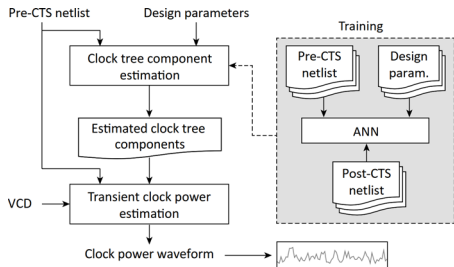 Pre-CTS netlist
Design parameters
Clock tree component
estimation
Estimated clock tree
components
VCD
Transient clock power
estimation
Clock power waveform
Training
Pre-CTS
netlist
Design
param.
ANN
Post-CTS
netlist